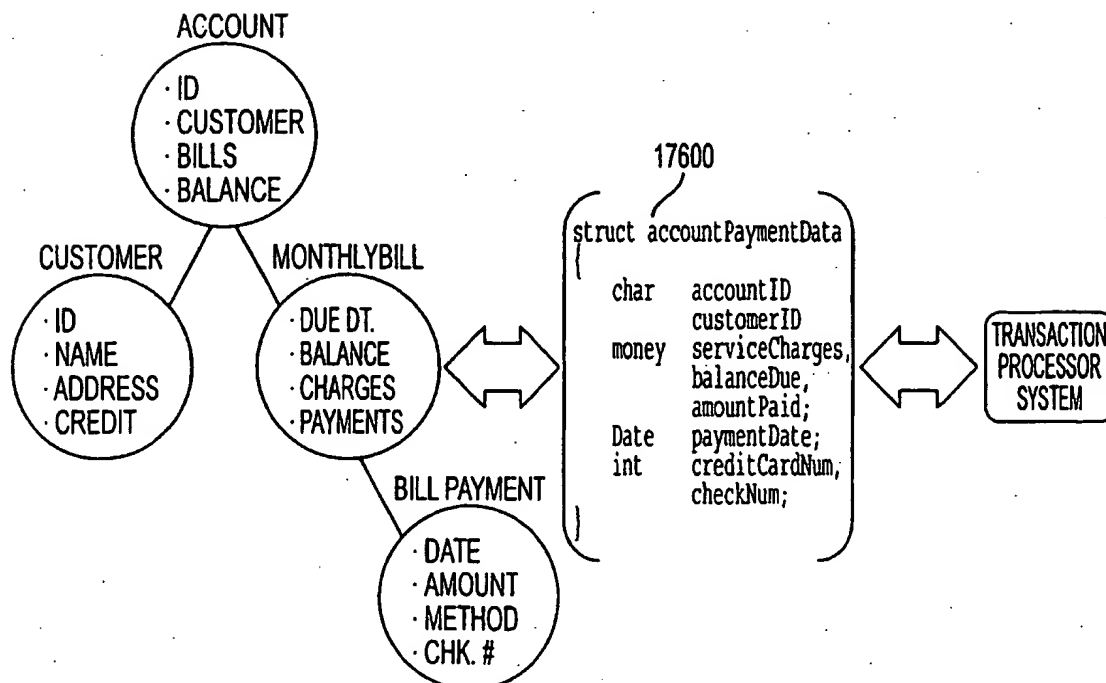 ACCOUNT
· ID
· CUSTOMER
· BILLS
· BALANCE
CUSTOMER
· ID
· NAME
· ADDRESS
· CREDIT
MONTHLYBILL
· DUE DT.
· BALANCE
· CHARGES
· PAYMENTS
BILL PAYMENT
· DATE
· AMOUNT
· METHOD
· CHK. #
17600
struct accountPaymentData
{
char accountID
customerID
money serviceCharges,
balanceDue,
amountPaid;
Date paymentDate;
int creditCardNum,
checkNum;
}
TRANSACTION
PROCESSOR
SYSTEM